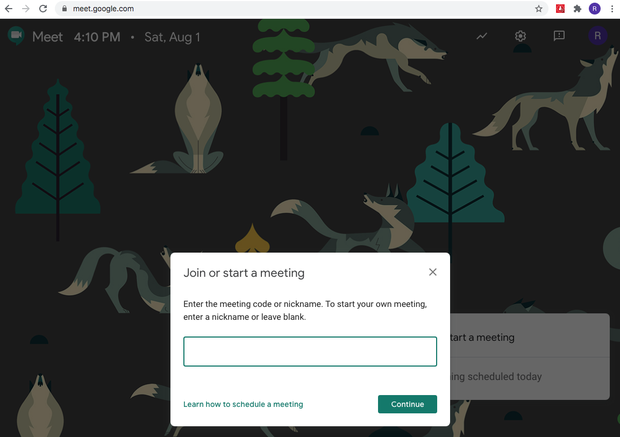 meet.google.com
R
Meet 4:10 PM • Sat, Aug 1
R
Join or start a meeting
Enter the meeting code or nickname. To start your own meeting,
enter a nickname or leave blank.
a meeting
scheduled today
Learn how to schedule a meeting
Continue